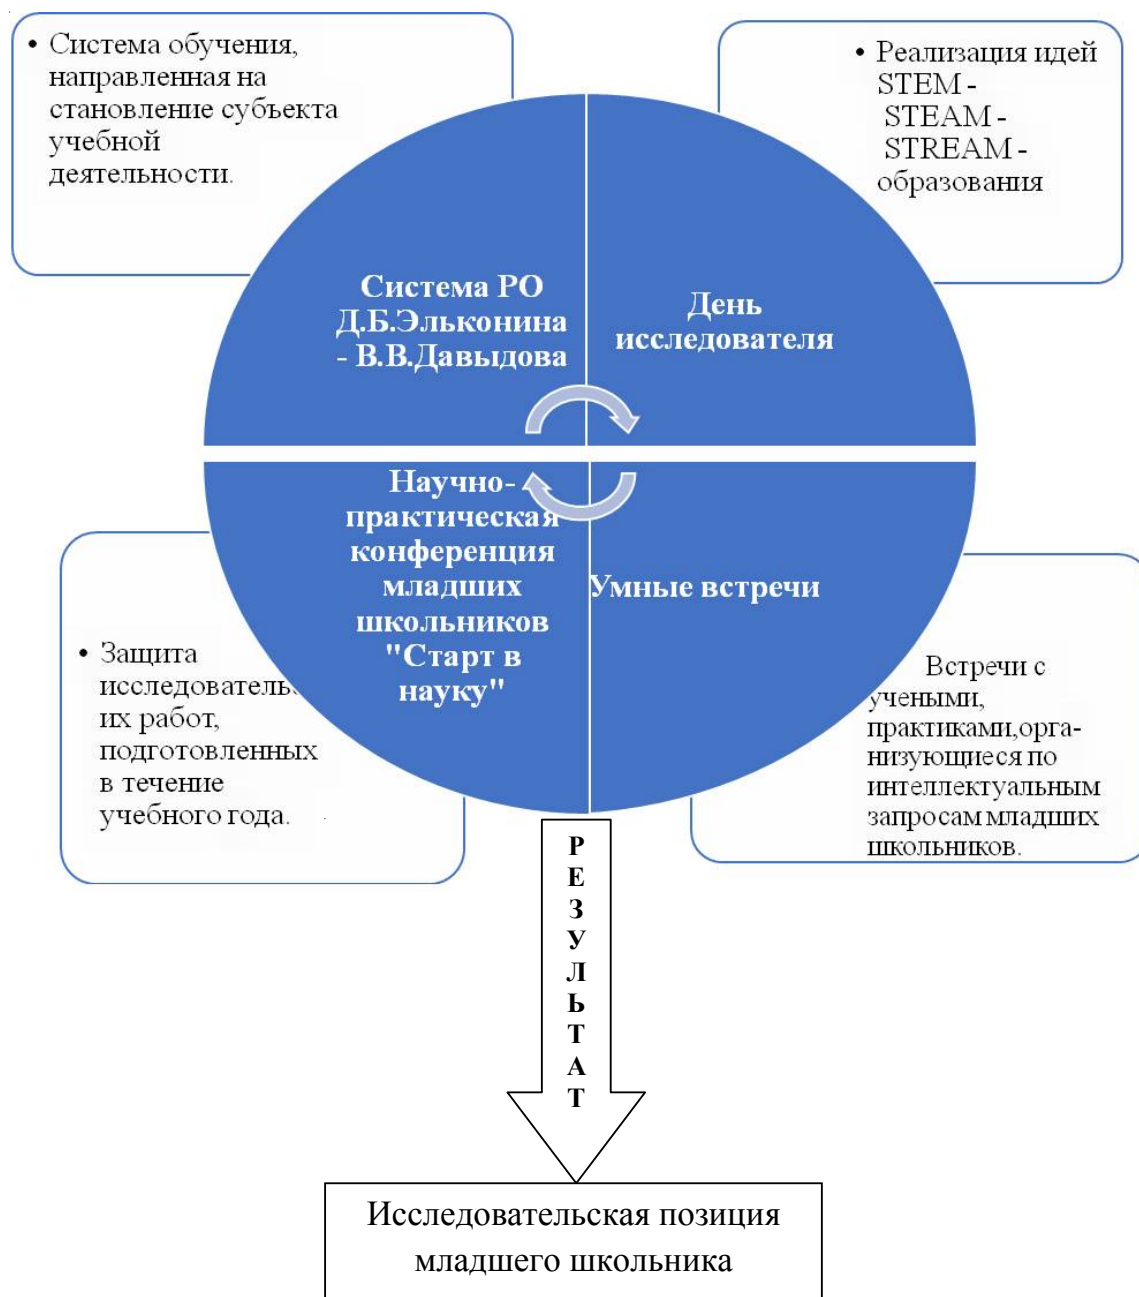 • Система обучения,
направленная на
становление субъекта
учебной
деятельности.
• Реализация идей
STEM -
STEAM -
STREAM -
образования
Система РО
Д.Б.Эльконина
- В.В.Давыдова
День
исследователя
Научно-
практическая
конференция
младших
школьников
"Старт в
науку"
Умные встречи
• Защита
исследовательс
их работ,
подготовленных
в течение
учебного года.
Встречи с
учеными,
практиками,орга-
низующиеся по
интеллектуальным
запросам младших
школьников.
Р
Е
З
У
Л
Ь
Т
А
Т
Исследовательская позиция
младшего школьника